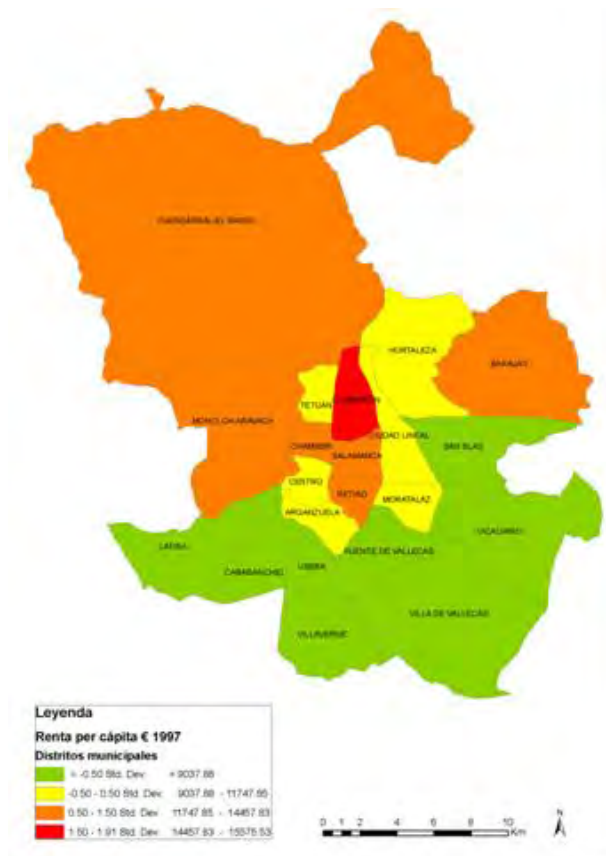 FUENCARRAL-EL PARDO
HORTALEZA
BARAJAS
TETUÁN
CHAMARTIN
MONCLOA-ARAVACA
CIUDAD LINEAL
CHAMBERI
SAN BLAS
SALAMANCA
CENTRO
RETIRO
MORATALAZ
ARGANZUELA
VICALVARO
LATINA
PUENTE DE VALLECAS
CARABANCHEL
USERA
VILLA DE VALLECAS
VILLAVERDE
Leyenda
Renta per cápita € 1997
Distritos municipales
< -0.50 Std. Dev. < 9037.88
-0.50 - 0.50 Std. Dev. 9037.88 - 11747.85
0.50 - 1.50 Std. Dev. 11747.85 - 14457.83
1.50 - 1.91 Std. Dev. 14457.83 - 15575.53
N
0 1 2 4 6 8 10
Km